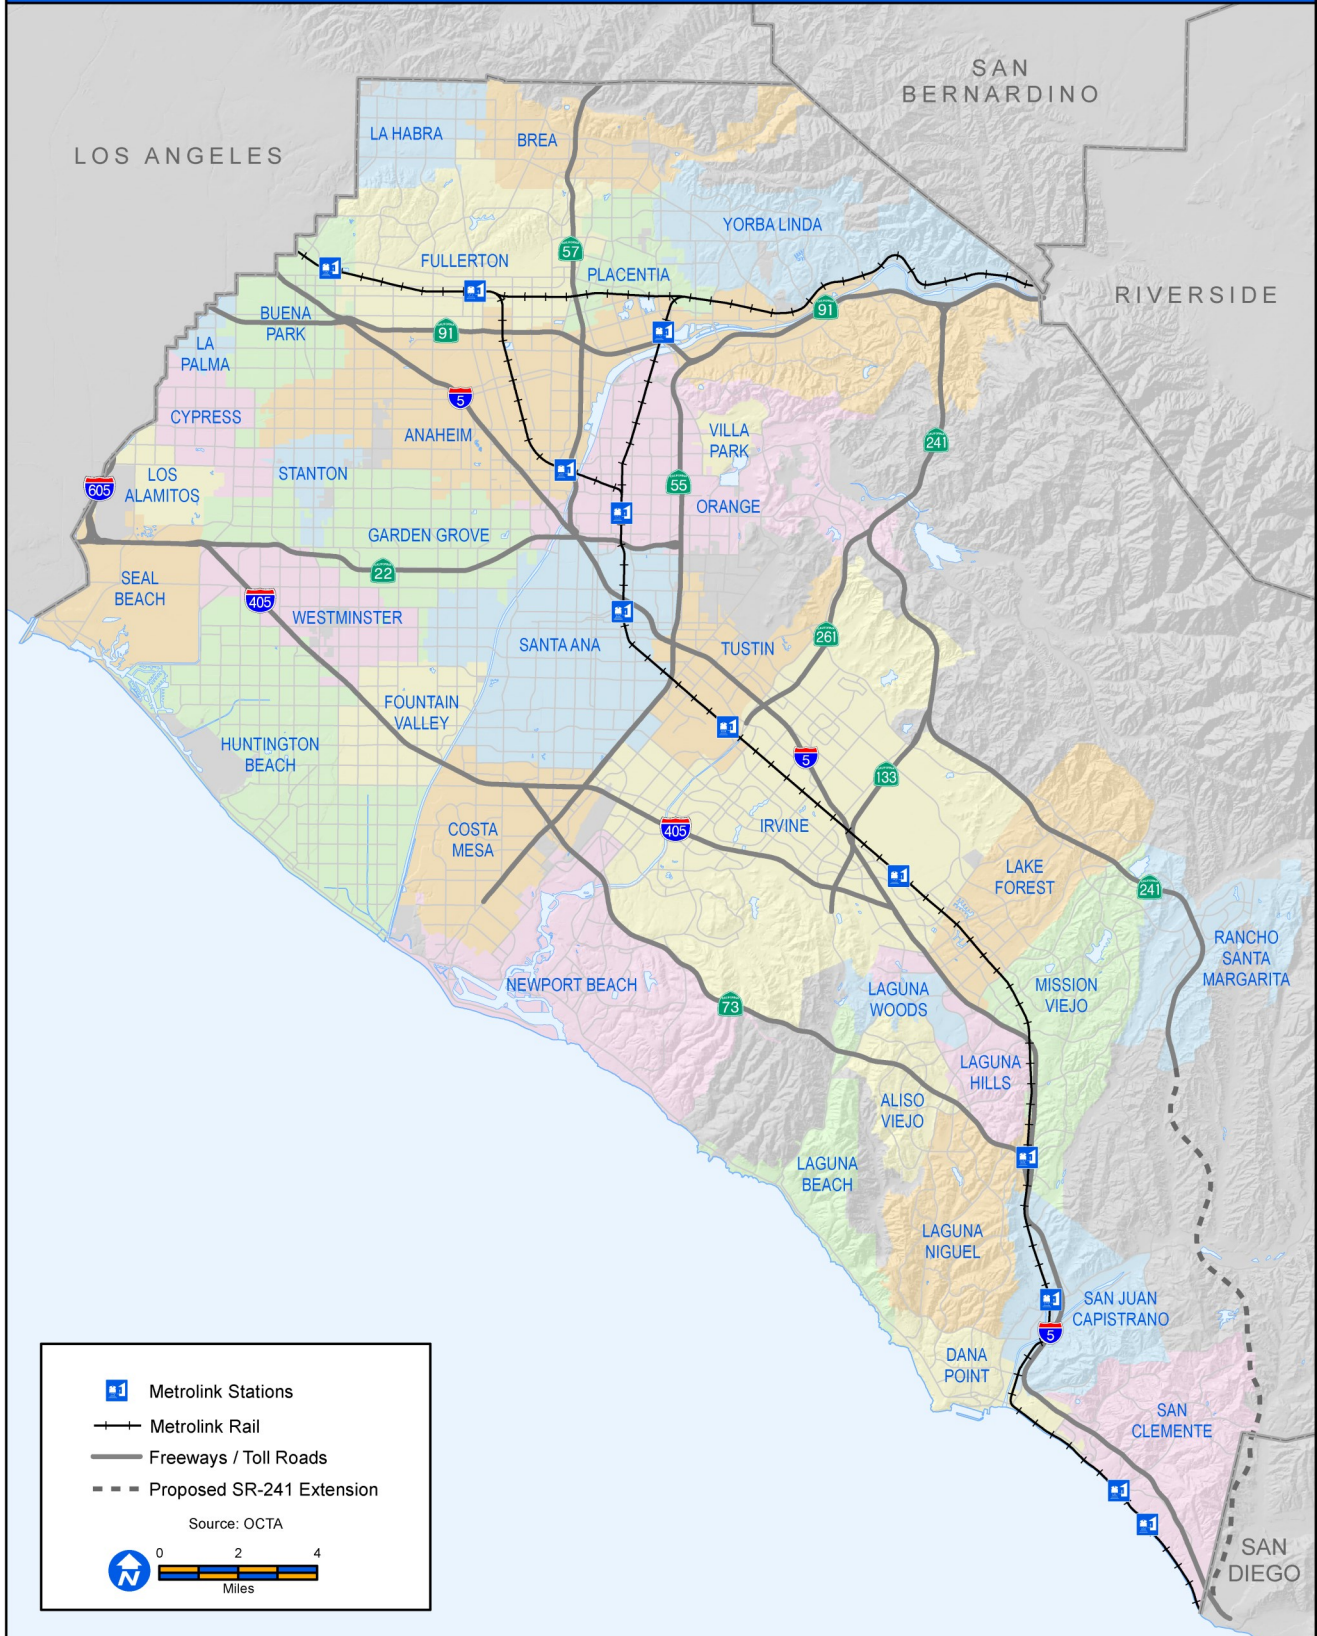 SAN
BERNARDINO
LOS ANGELES
LA HABRA
BREA
YORBA LINDA
57
FULLERTON
PLACENTIA
RIVERSIDE
BUENA
PARK
91
91
LA
PALMA
5
CYPRESS
ANAHEIM
VILLA
PARK
241
STANTON
LOS
ALAMITOS
605
55
ORANGE
GARDEN GROVE
22
SEAL
BEACH
405
WESTMINSTER
SANTA ANA
TUSTIN
261
FOUNTAIN
VALLEY
HUNTINGTON
BEACH
5
133
COSTA
MESA
405
IRVINE
LAKE
FOREST
241
RANCHO
SANTA
MARGARITA
NEWPORT BEACH
73
LAGUNA
WOODS
MISSION
VIEJO
LAGUNA
HILLS
ALISO
VIEJO
LAGUNA
BEACH
LAGUNA
NIGUEL
SAN JUAN
CAPISTRANO
5
DANA
POINT
SAN
CLEMENTE
SAN
DIEGO
Metrolink Stations
Metrolink Rail
Freeways / Toll Roads
Proposed SR-241 Extension
Source: OCTA
N
0 2 4
Miles